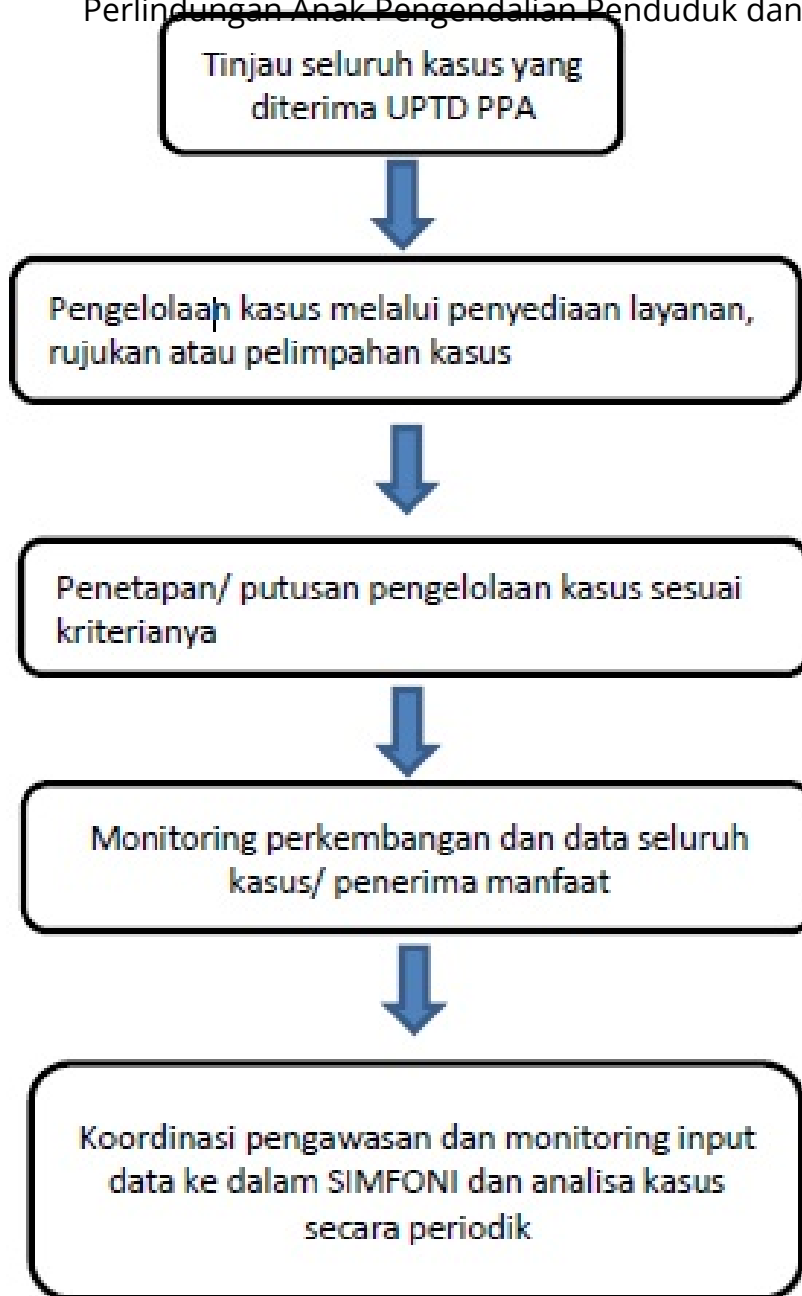 Perlindungan Anak Pengendalian Penduduk dan
Tinjau seluruh kasus yang
diterima UPTD PPA
Pengelolaan kasus melalui penyediaan layanan,
rujukan atau pelimpahan kasus
Penetapan/ putusan pengelolaan kasus sesuai
kriterianya
Monitoring perkembangan dan data seluruh
kasus/ penerima manfaat
Koordinasi pengawasan dan monitoring input
data ke dalam SIMFONI dan analisa kasus
secara periodik